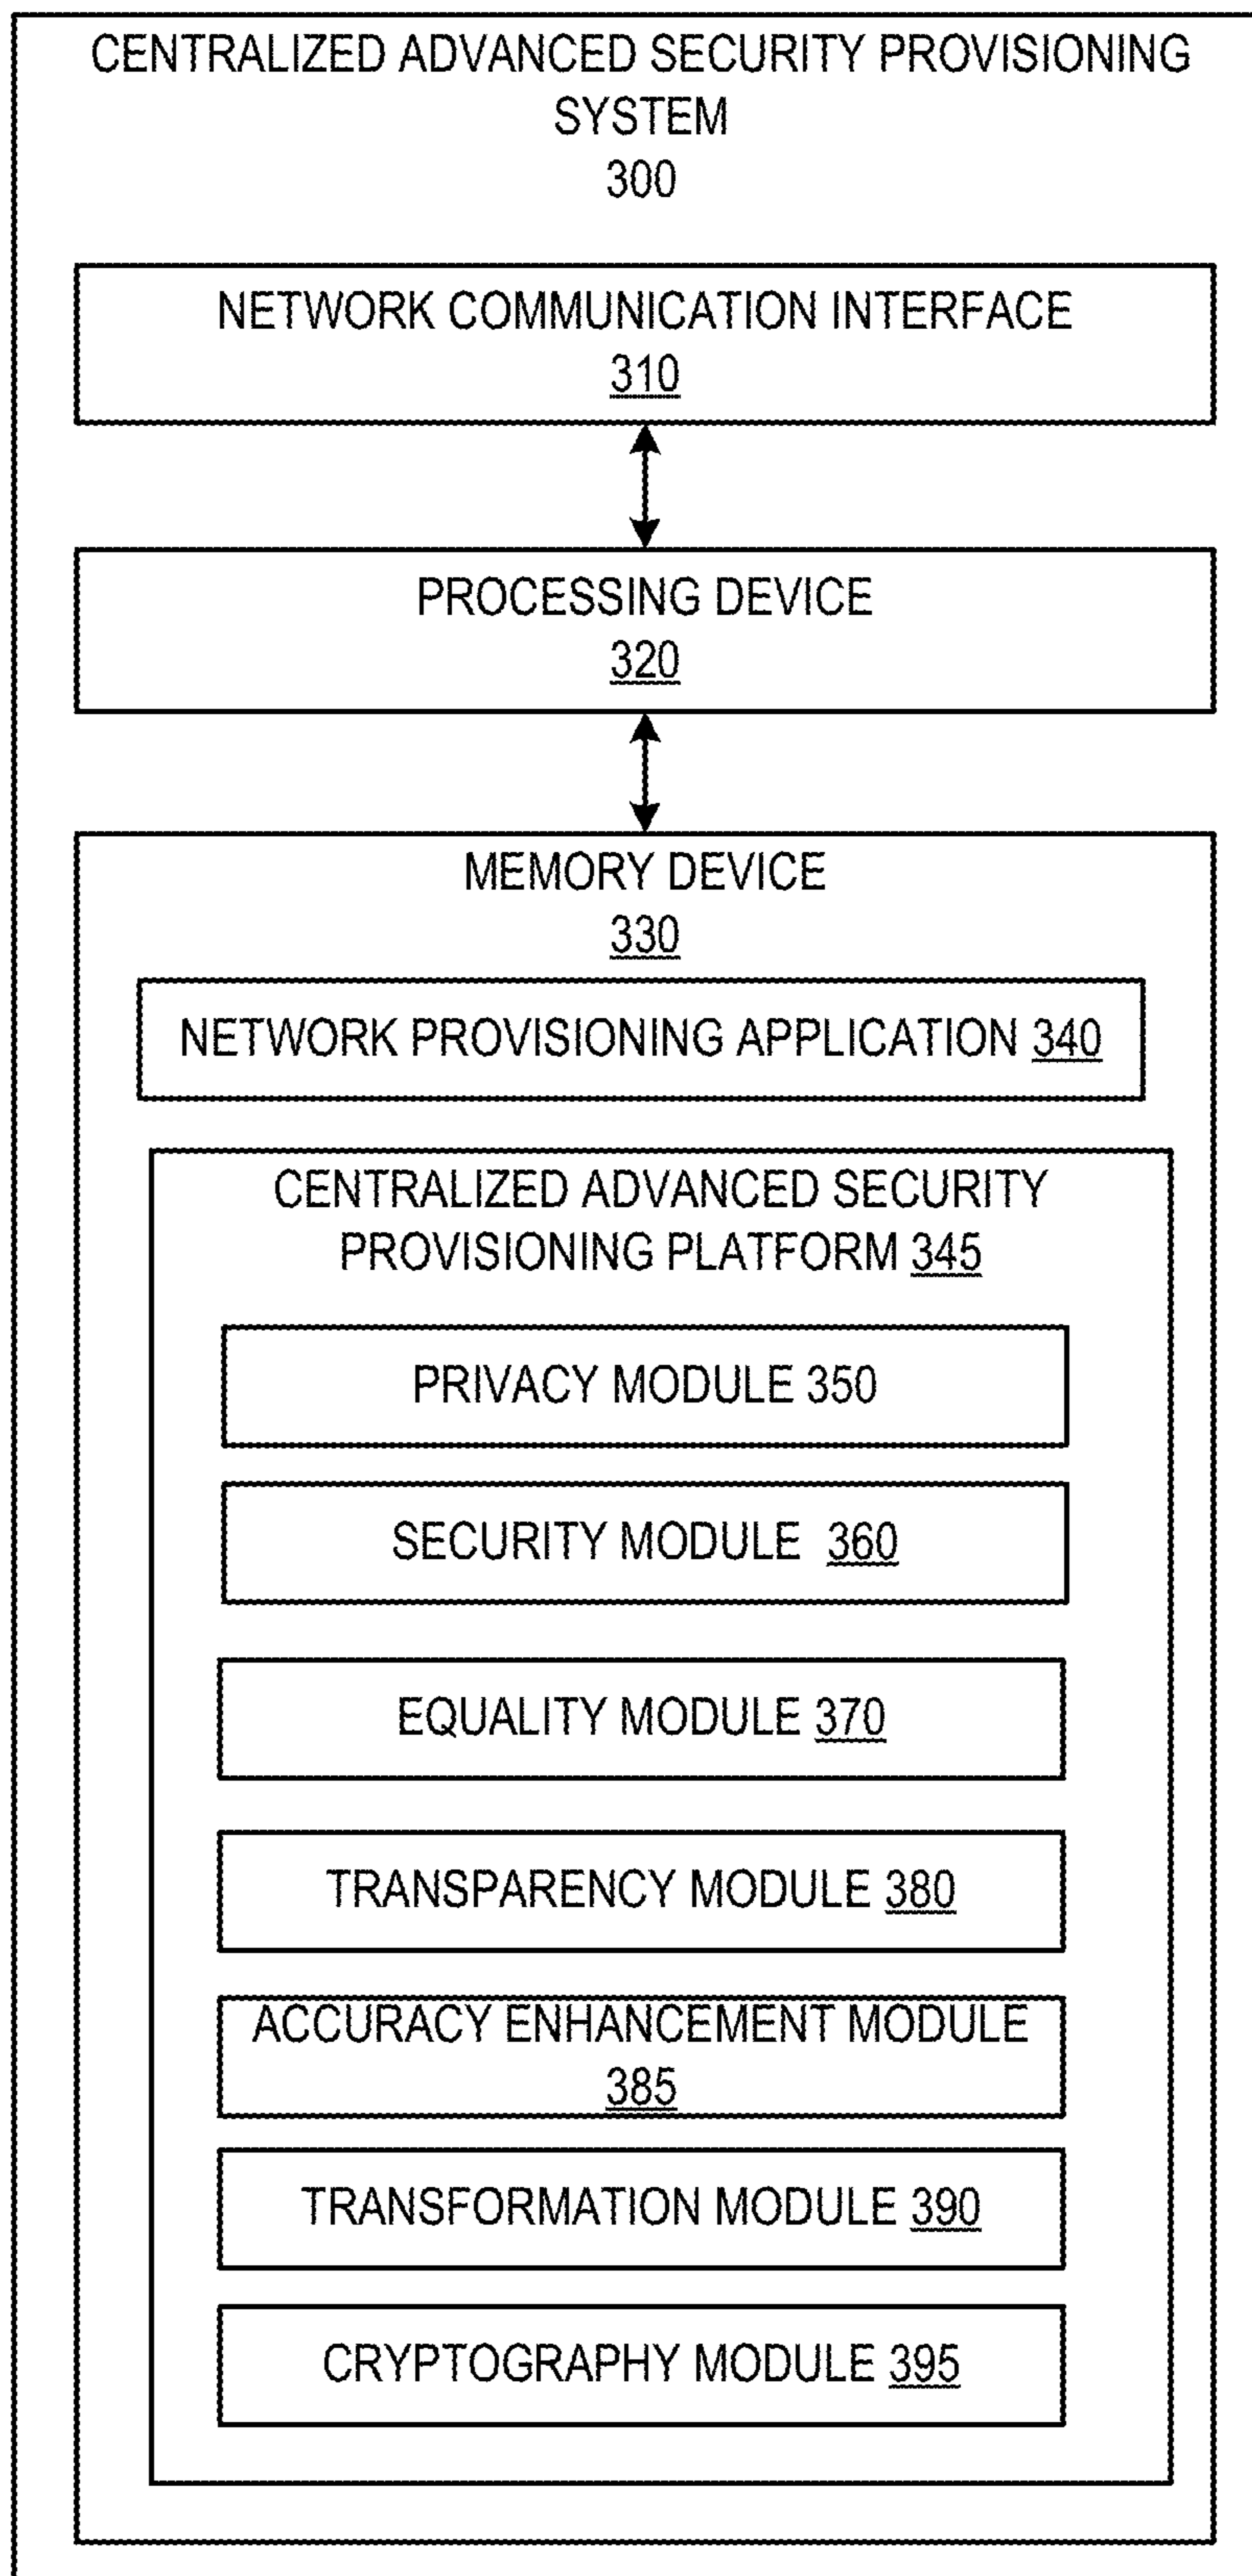 CENTRALIZED ADVANCED SECURITY PROVISIONING
SYSTEM
300
NETWORK COMMUNICATION INTERFACE
310
PROCESSING DEVICE
320
MEMORY DEVICE
330
NETWORK PROVISIONING APPLICATION 340
CENTRALIZED ADVANCED SECURITY
PROVISIONING PLATFORM 345
PRIVACY MODULE 350
SECURITY MODULE 360
EQUALITY MODULE 370
TRANSPARENCY MODULE 380
ACCURACY ENHANCEMENT MODULE
385
TRANSFORMATION MODULE 390
CRYPTOGRAPHY MODULE 395